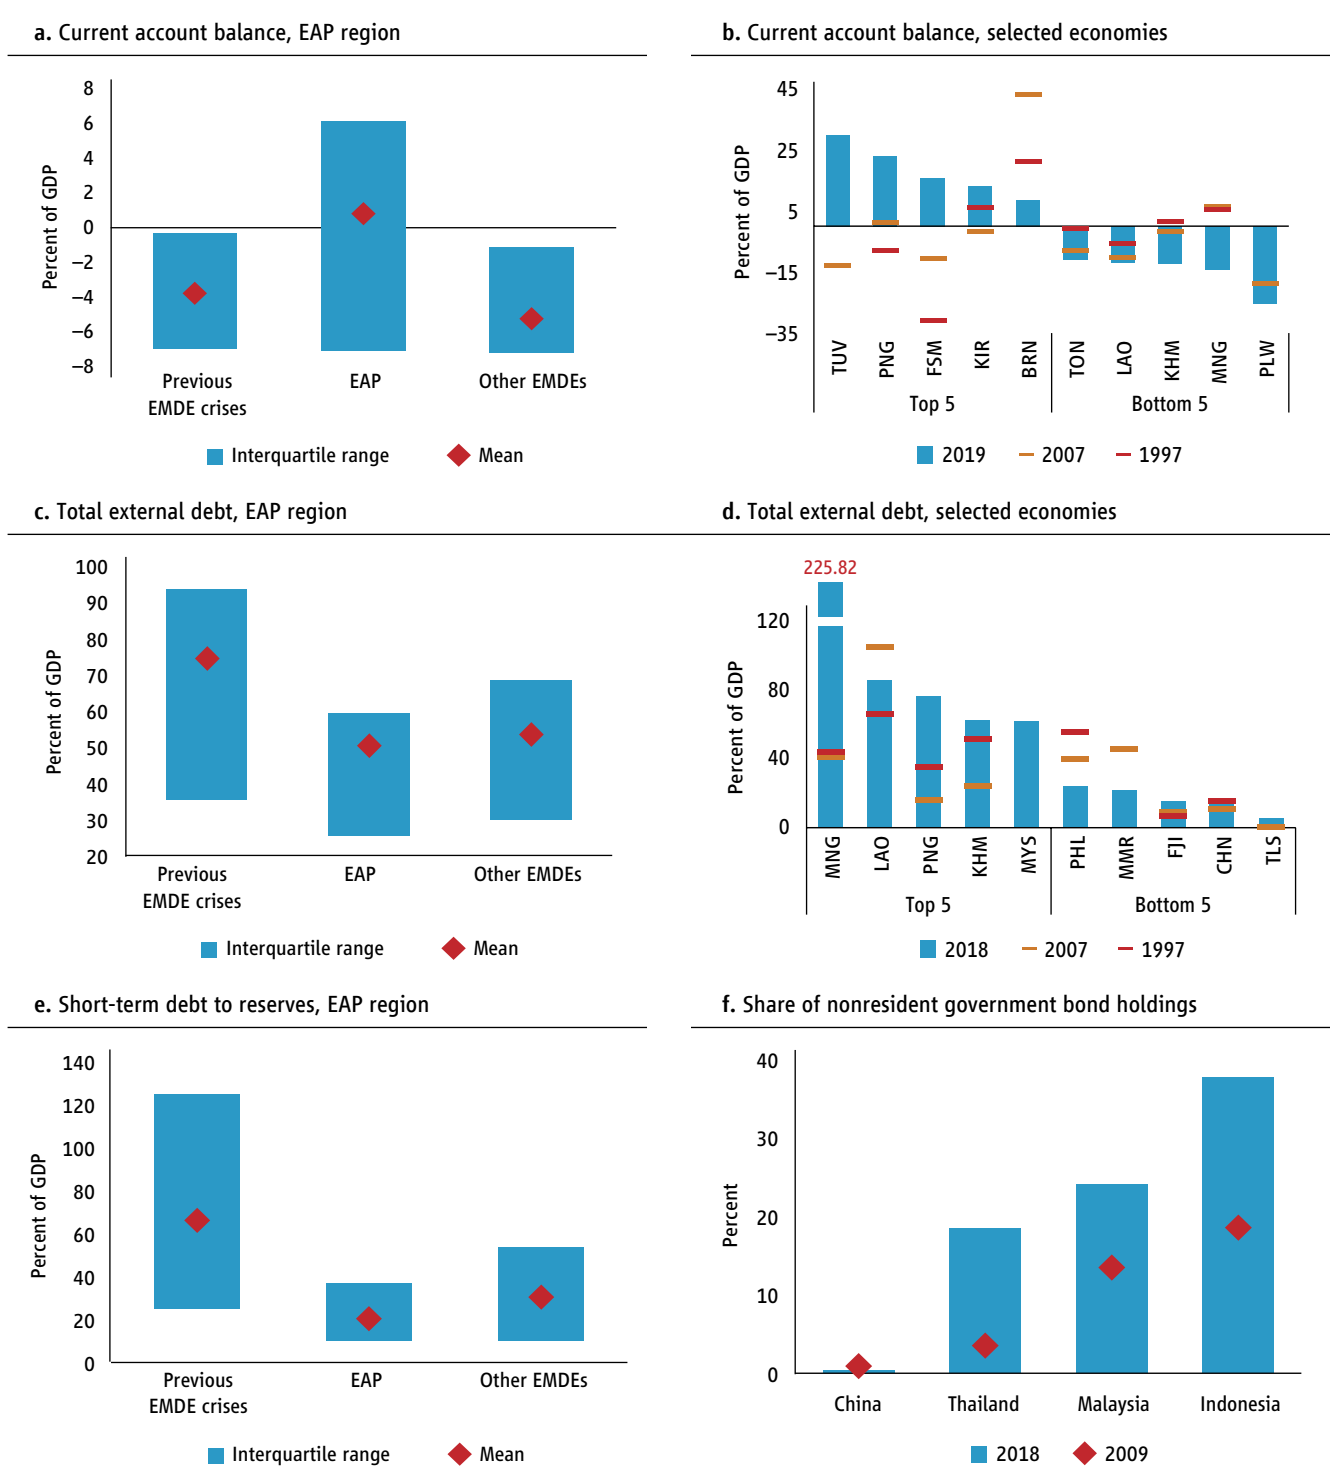 a. Current account balance, EAP region
Percent of GDP
8
6
4
2
0
–2
–4
–6
–8
Previous
EMDE crises
EAP
Other EMDEs
Interquartile range
Mean
b. Current account balance, selected economies
Percent of GDP
45
25
5
–15
–35
TUV
PNG
FSM
KIR
BRN
TON
LAO
KHM
MNG
PLW
Top 5
Bottom 5
2019
2007
1997
c. Total external debt, EAP region
Percent of GDP
100
90
80
70
60
50
40
30
20
Previous
EMDE crises
EAP
Other EMDEs
Interquartile range
Mean
d. Total external debt, selected economies
225.82
Percent of GDP
120
80
40
0
MNG
LAO
PNG
KHM
MYS
PHL
MMR
FJI
CHN
TLS
Top 5
Bottom 5
2018
2007
1997
e. Short-term debt to reserves, EAP region
Percent of GDP
140
120
100
80
60
40
20
0
Previous
EMDE crises
EAP
Other EMDEs
Interquartile range
Mean
f. Share of nonresident government bond holdings
Percent
40
30
20
10
0
China
Thailand
Malaysia
Indonesia
2018
2009